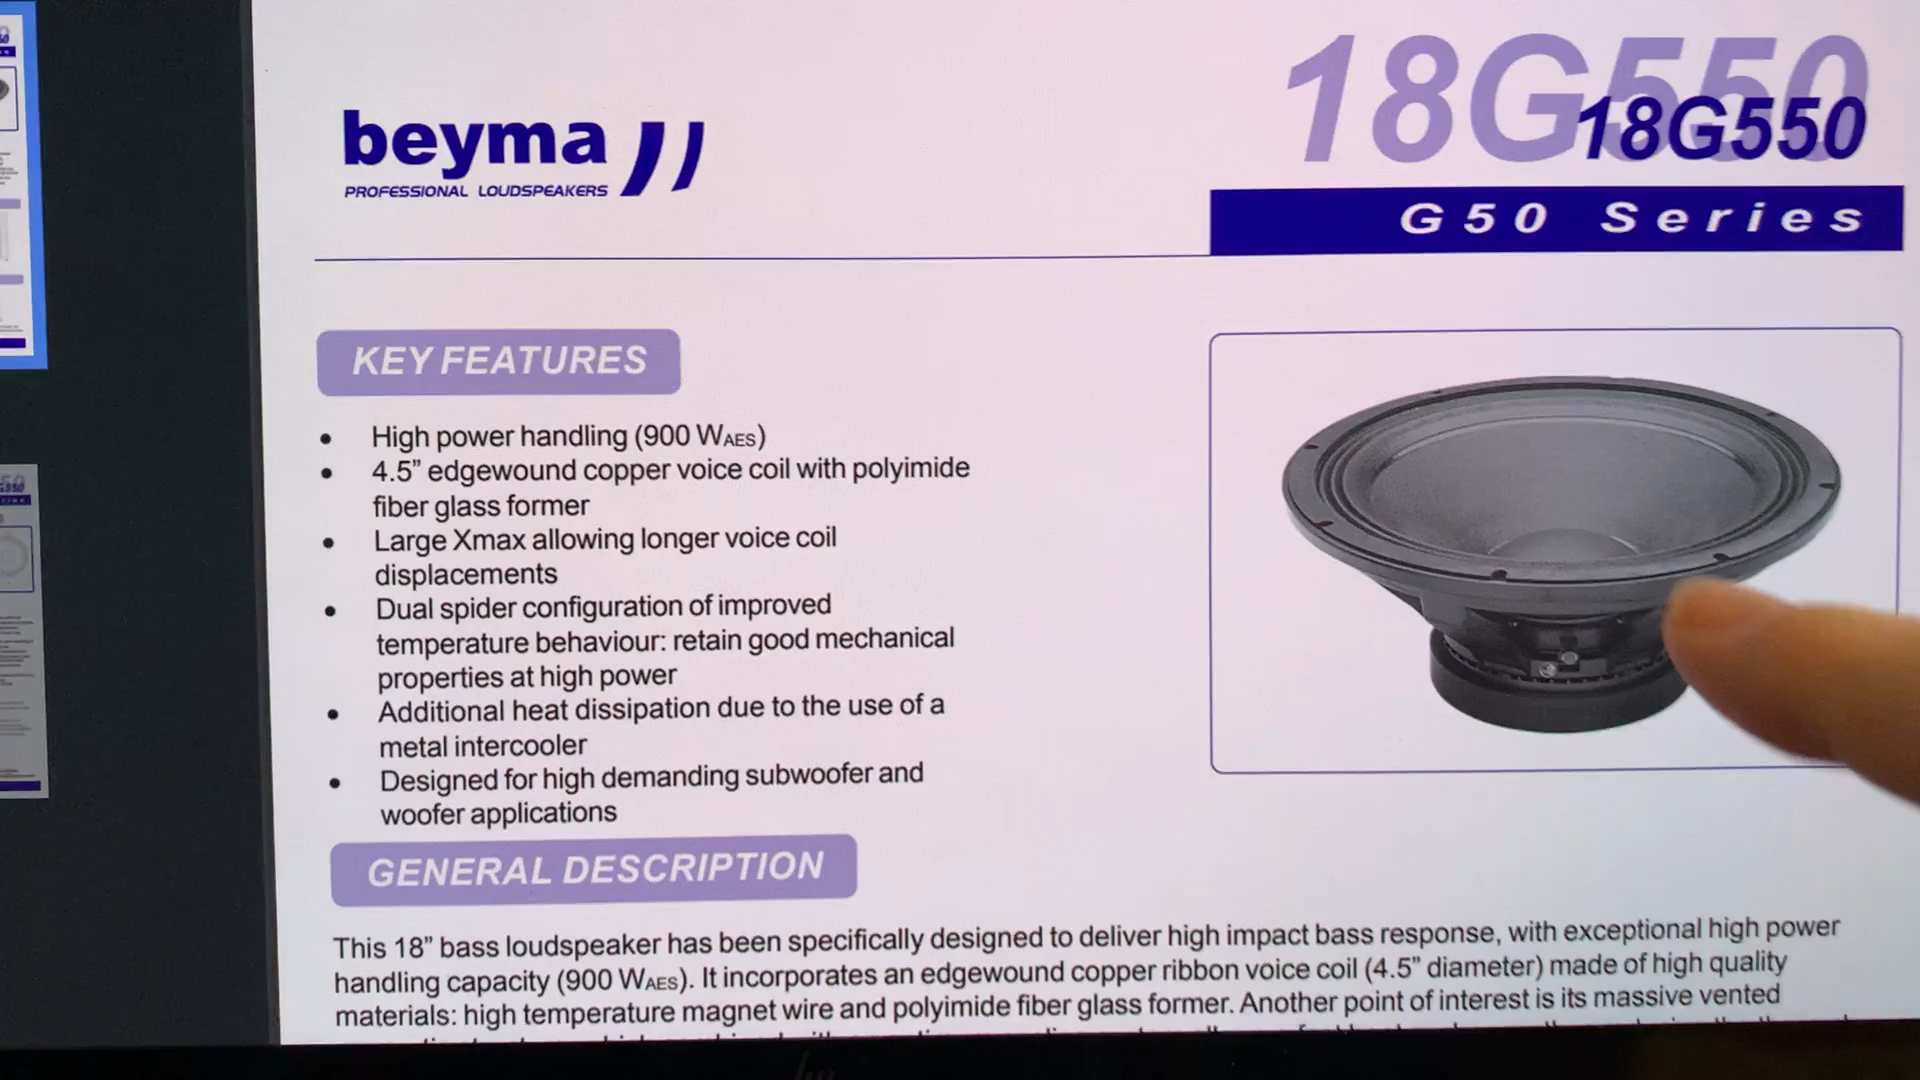 18G550
18G550
beyma
PROFESSIONAL LOUDSPEAKERS
G50 Series
KEY FEATURES
• High power handling (900 WAES)
• 4.5” edgewound copper voice coil with polyimide
fiber glass former
• Large Xmax allowing longer voice coil
displacements
• Dual spider configuration of improved
temperature behaviour: retain good mechanical
properties at high power
• Additional heat dissipation due to the use of a
metal intercooler
• Designed for high demanding subwoofer and
woofer applications
GENERAL DESCRIPTION
This 18” bass loudspeaker has been specifically designed to deliver high impact bass response, with exceptional high power
handling capacity (900 WAES). It incorporates an edgewound copper ribbon voice coil (4.5” diameter) made of high quality
materials: high temperature magnet wire and polyimide fiber glass former. Another point of interest is its massive vented